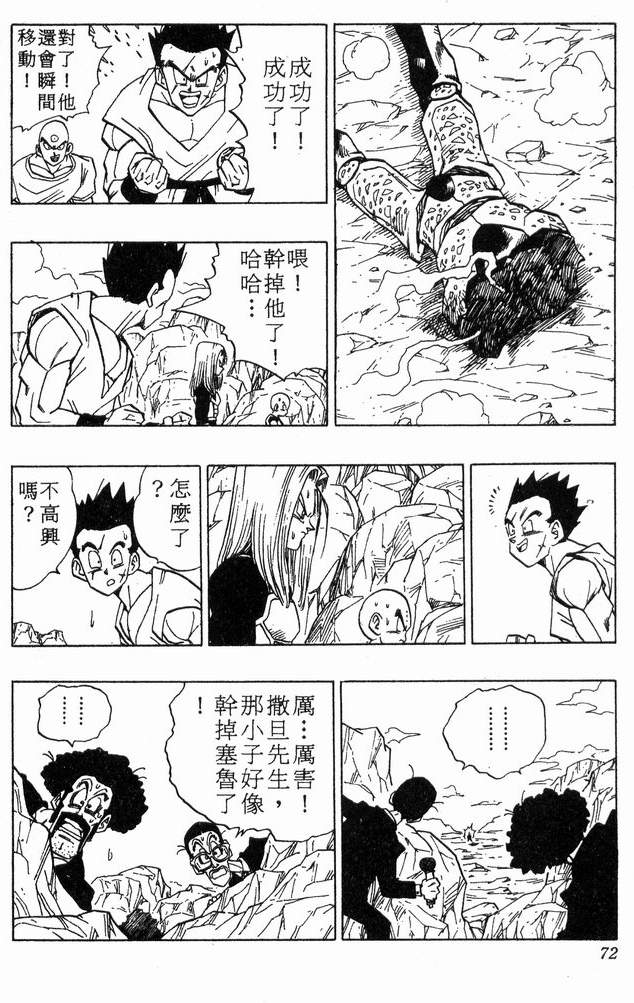 成功了！
成功了！
對了！他
還會瞬間
移動！
喂！
幹掉他了！
哈哈…
怎麼了
？
不高興
嗎？
……
……
厲…厲害！
撒旦先生，
那小子好像
幹掉塞魯了
！
……
……
72